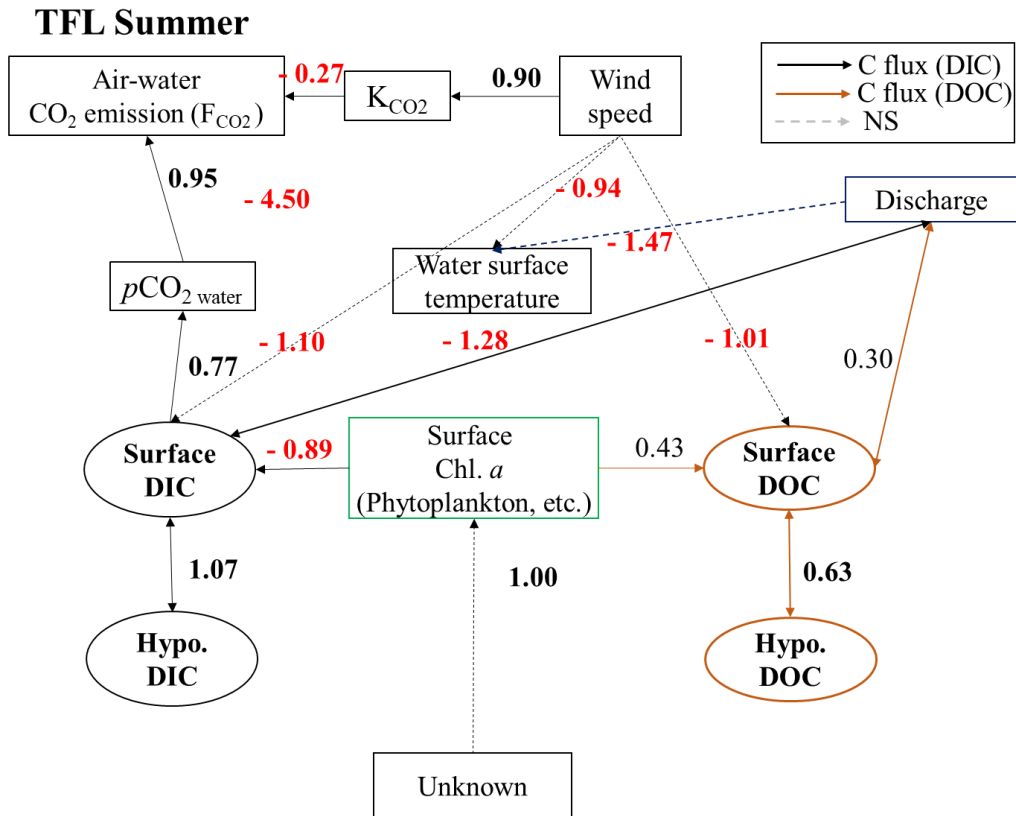 TFL Summer
Air-water
CO₂ emission (F_CO2)
- 0.27
K_CO2
0.90
Wind
speed
C flux (DIC)
C flux (DOC)
NS
0.95
- 4.50
- 0.94
Discharge
- 1.47
Water surface
temperature
pCO₂ water
0.77
- 1.10
- 1.28
- 1.01
0.30
Surface
DIC
- 0.89
Surface
Chl. a
(Phytoplankton, etc.)
0.43
Surface
DOC
1.07
1.00
0.63
Hypo.
DIC
Hypo.
DOC
Unknown